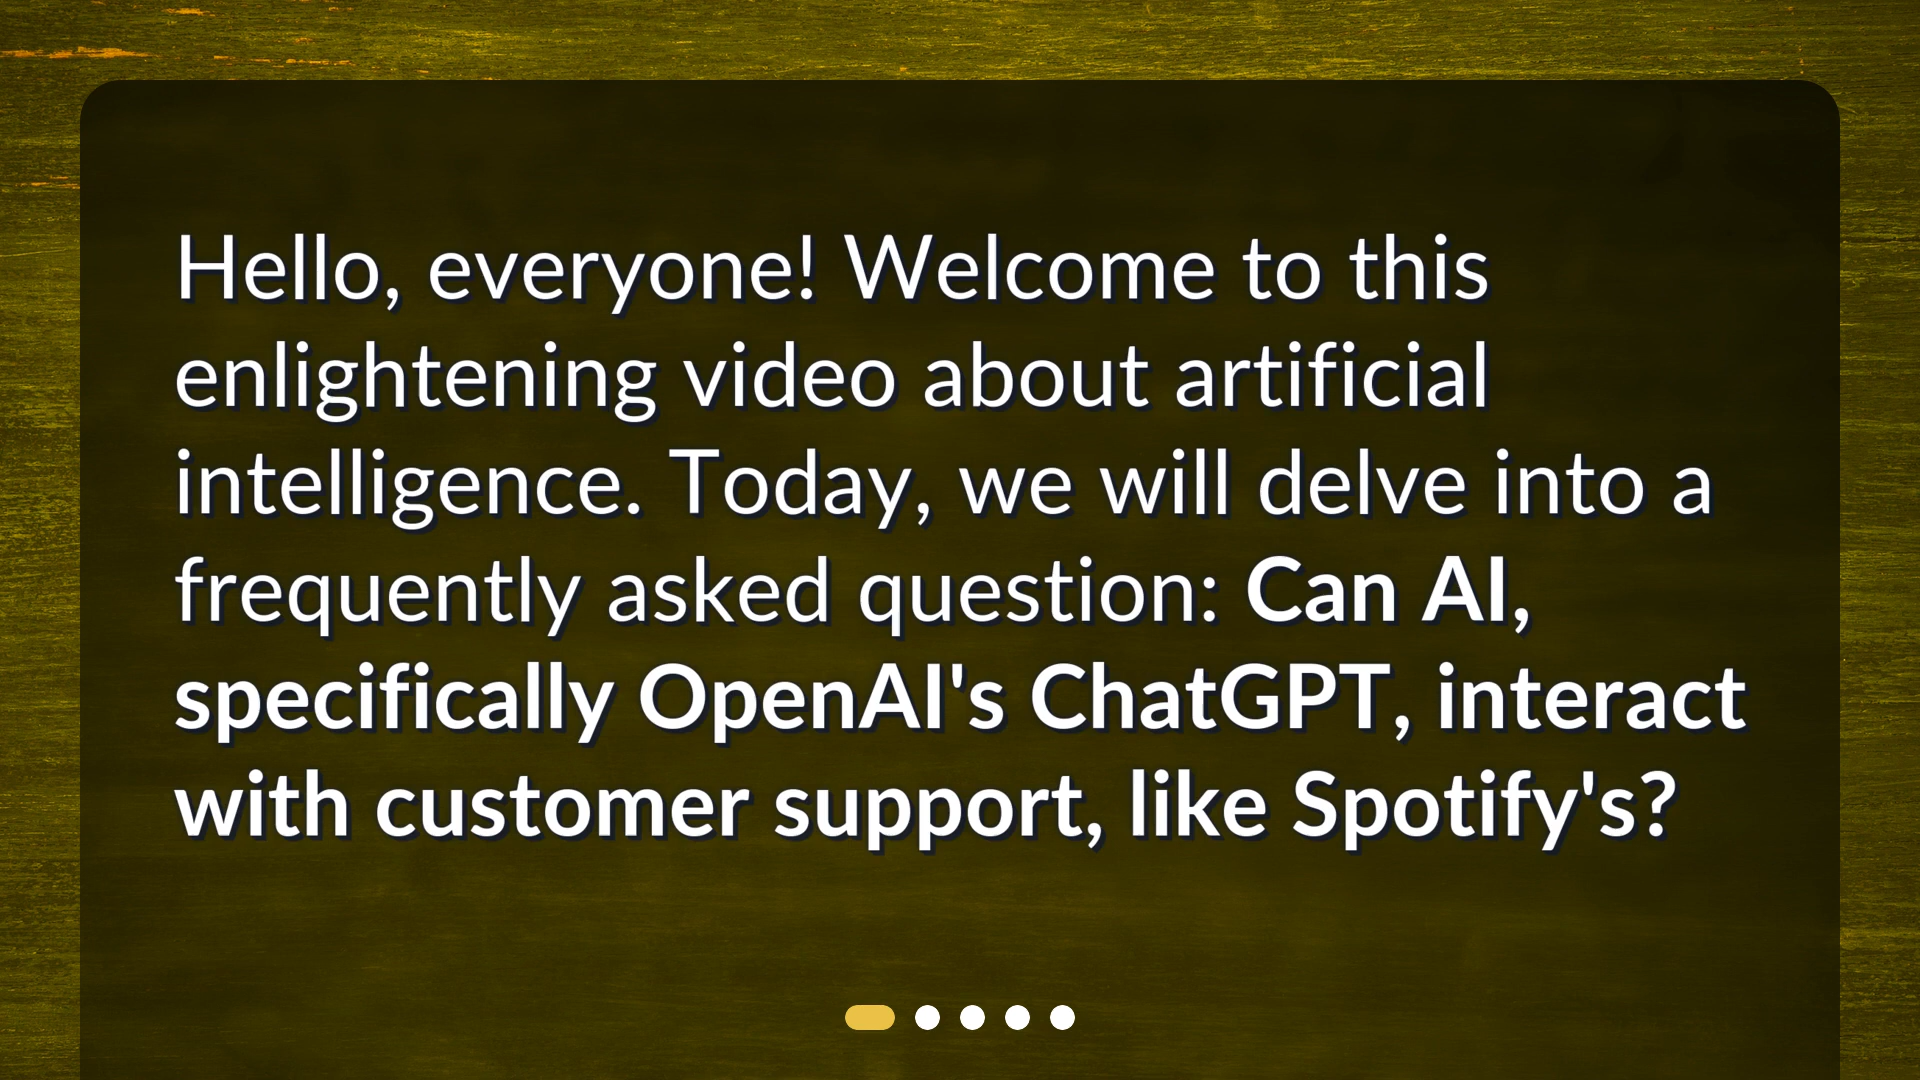 Hello, everyone! Welcome to this
enlightening video about artificial
intelligence. Today, we will delve into a
frequently asked question: Can AI,
specifically OpenAI's ChatGPT, interact
with customer support, like Spotify's?